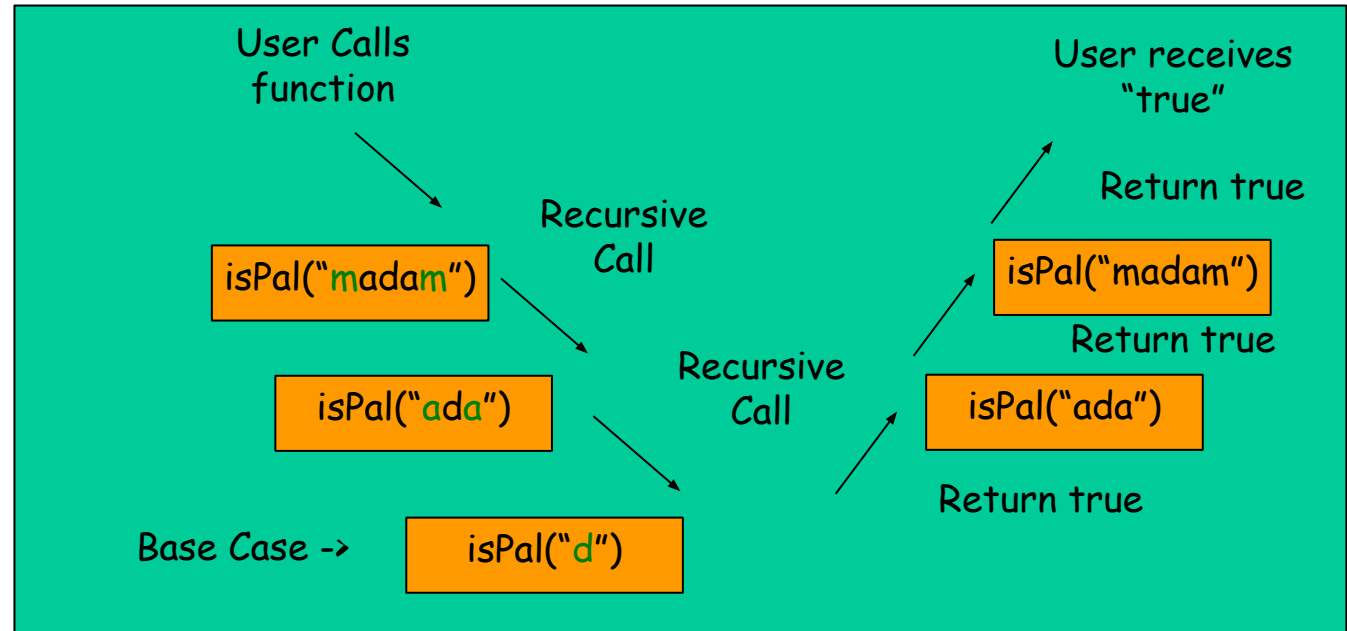 User Calls
function
User receives
“true”
Return true
Recursive
Call
isPal(“madam”)
isPal(“madam”)
Return true
Recursive
Call
isPal(“ada”)
isPal(“ada”)
Return true
Base Case ->
isPal(“d”)